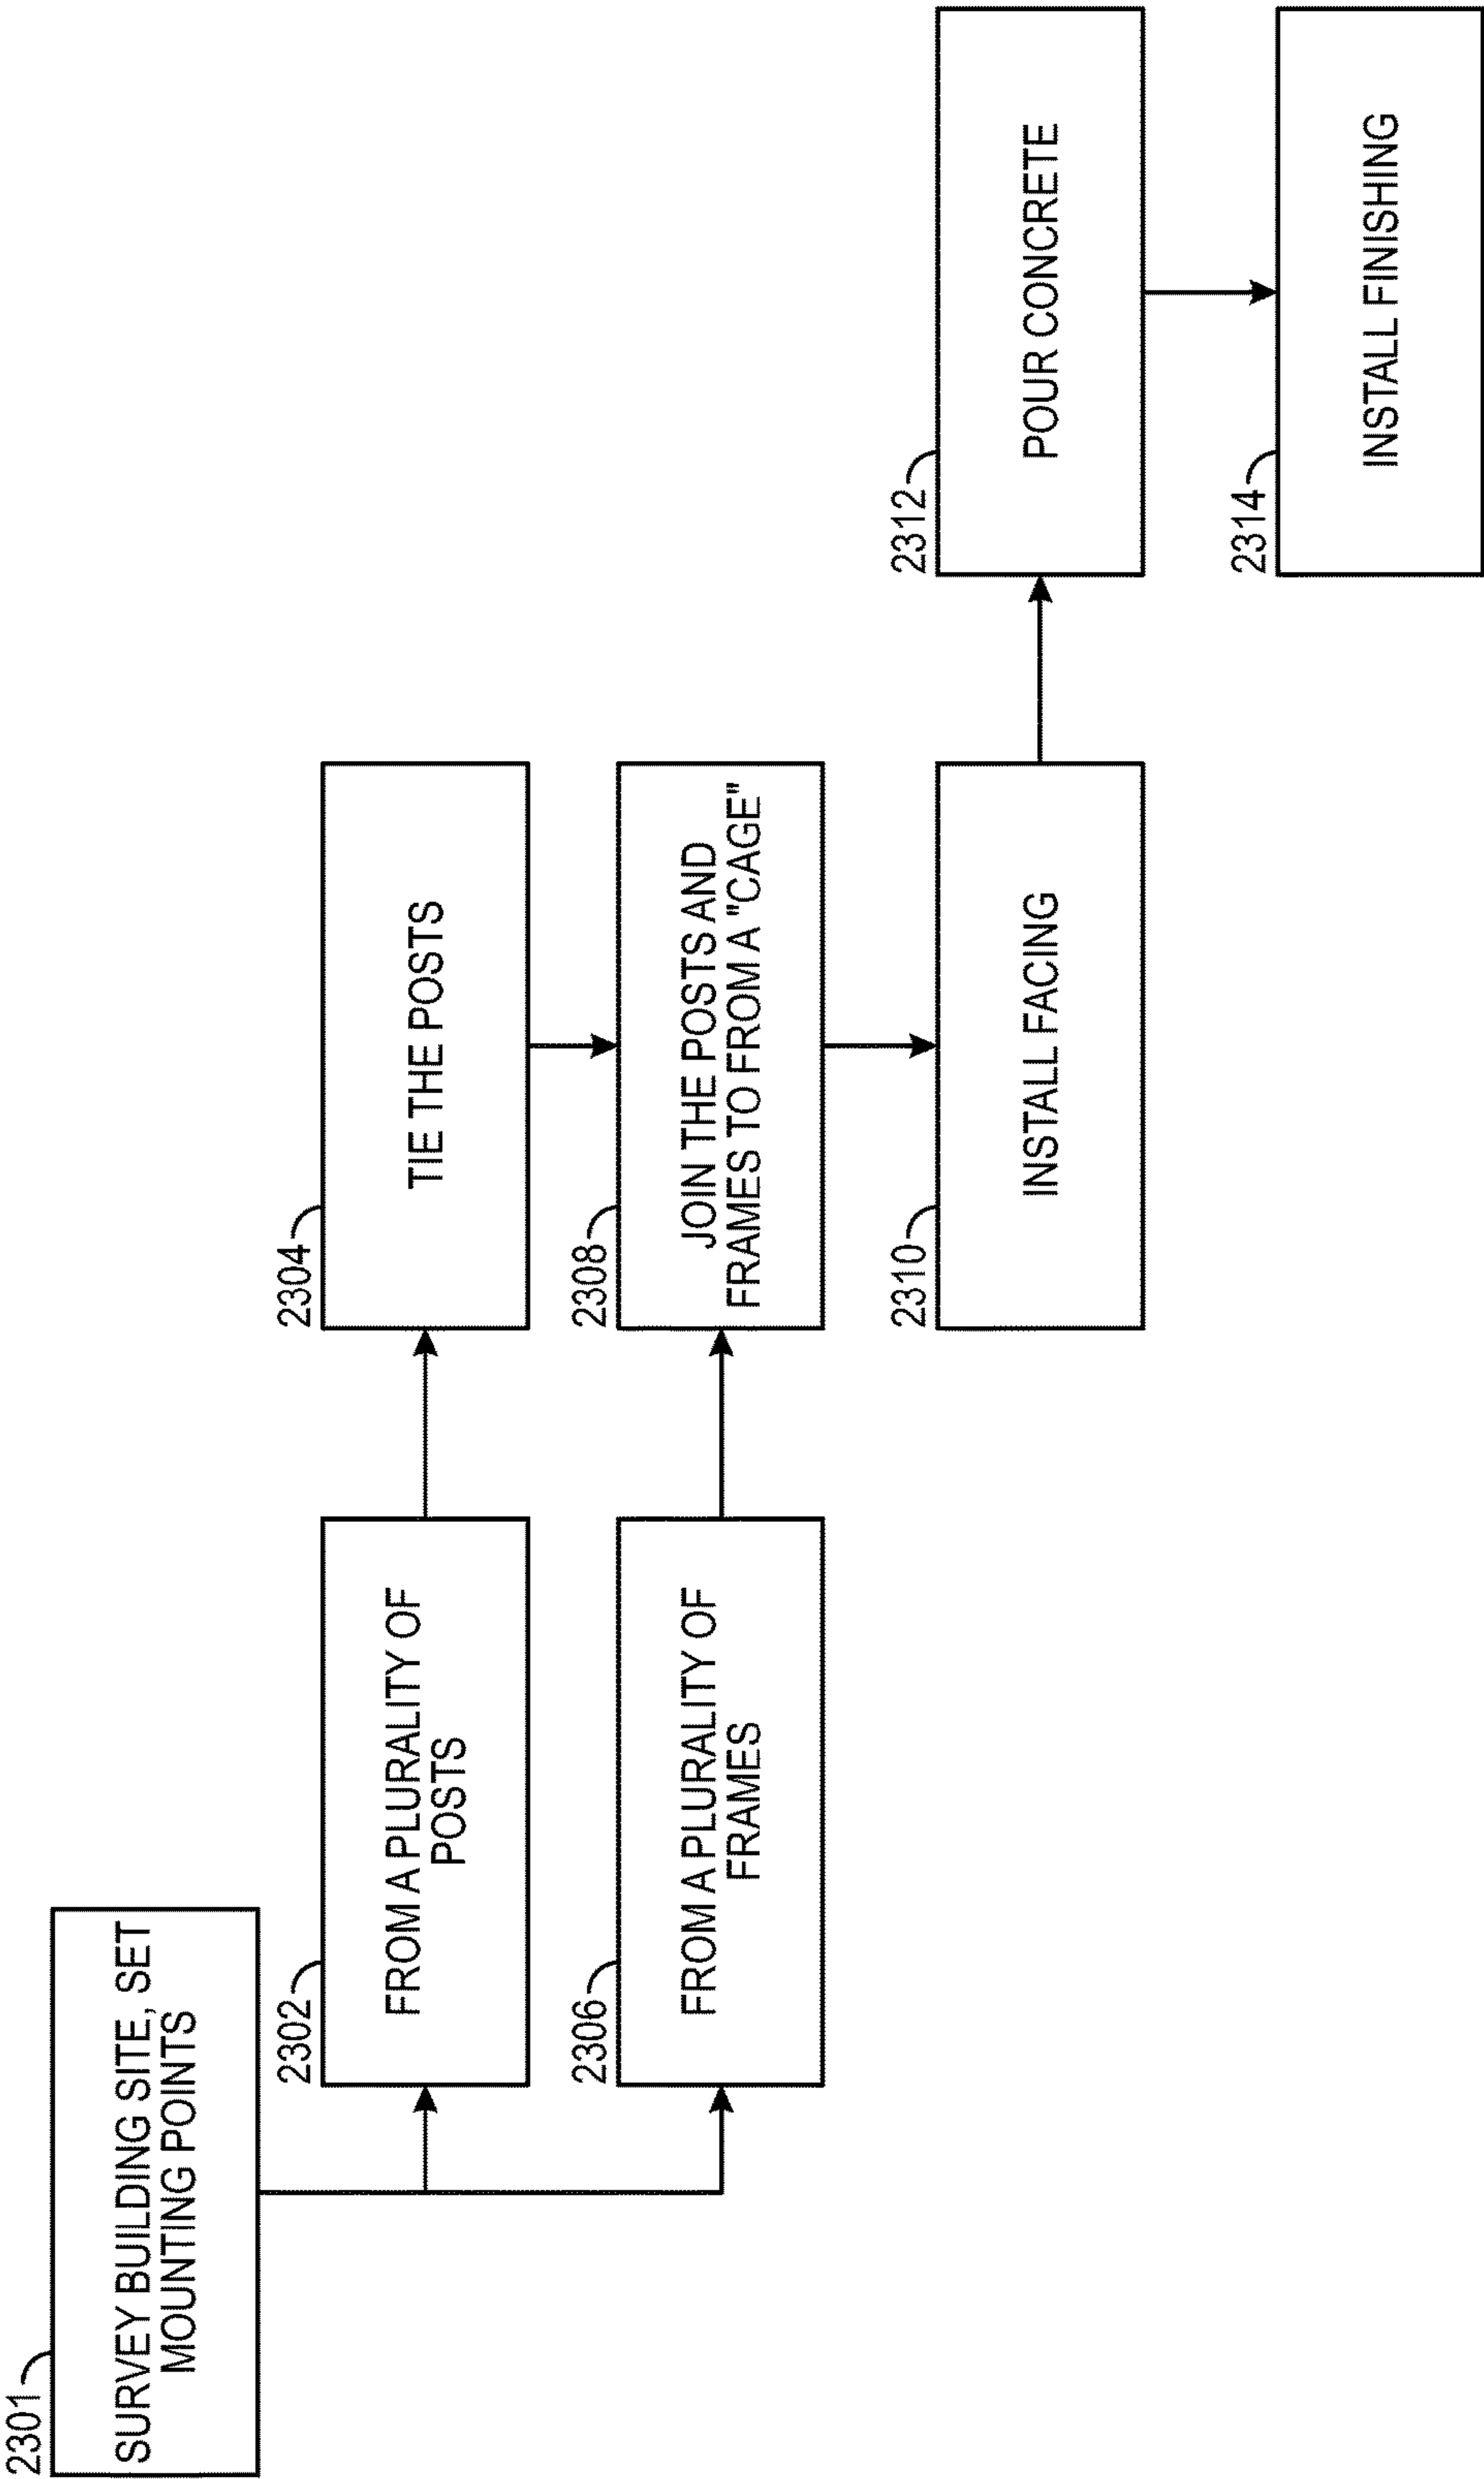 2301
SURVEY BUILDING SITE, SET
MOUNTING POINTS
2302
FROM A PLURALITY OF
POSTS
2304
TIE THE POSTS
2306
FROM A PLURALITY OF
FRAMES
2308
JOIN THE POSTS AND
FRAMES TO FROM A "CAGE"
2310
INSTALL FACING
2312
POUR CONCRETE
2314
INSTALL FINISHING